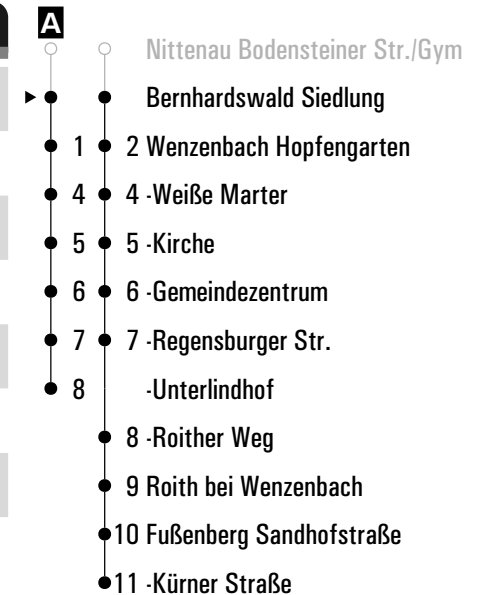 A
Nittenau Bodensteiner Str./Gym
Bernhardswald Siedlung
1 2 Wenzenbach Hopfengarten
4 4 -Weiße Marter
5 5 -Kirche
6 6 -Gemeindezentrum
7 7 -Regensburger Str.
8 -Unterlindhof
8 -Roither Weg
9 Roith bei Wenzenbach
10 Fußenberg Sandhofstraße
11 -Kürner Straße